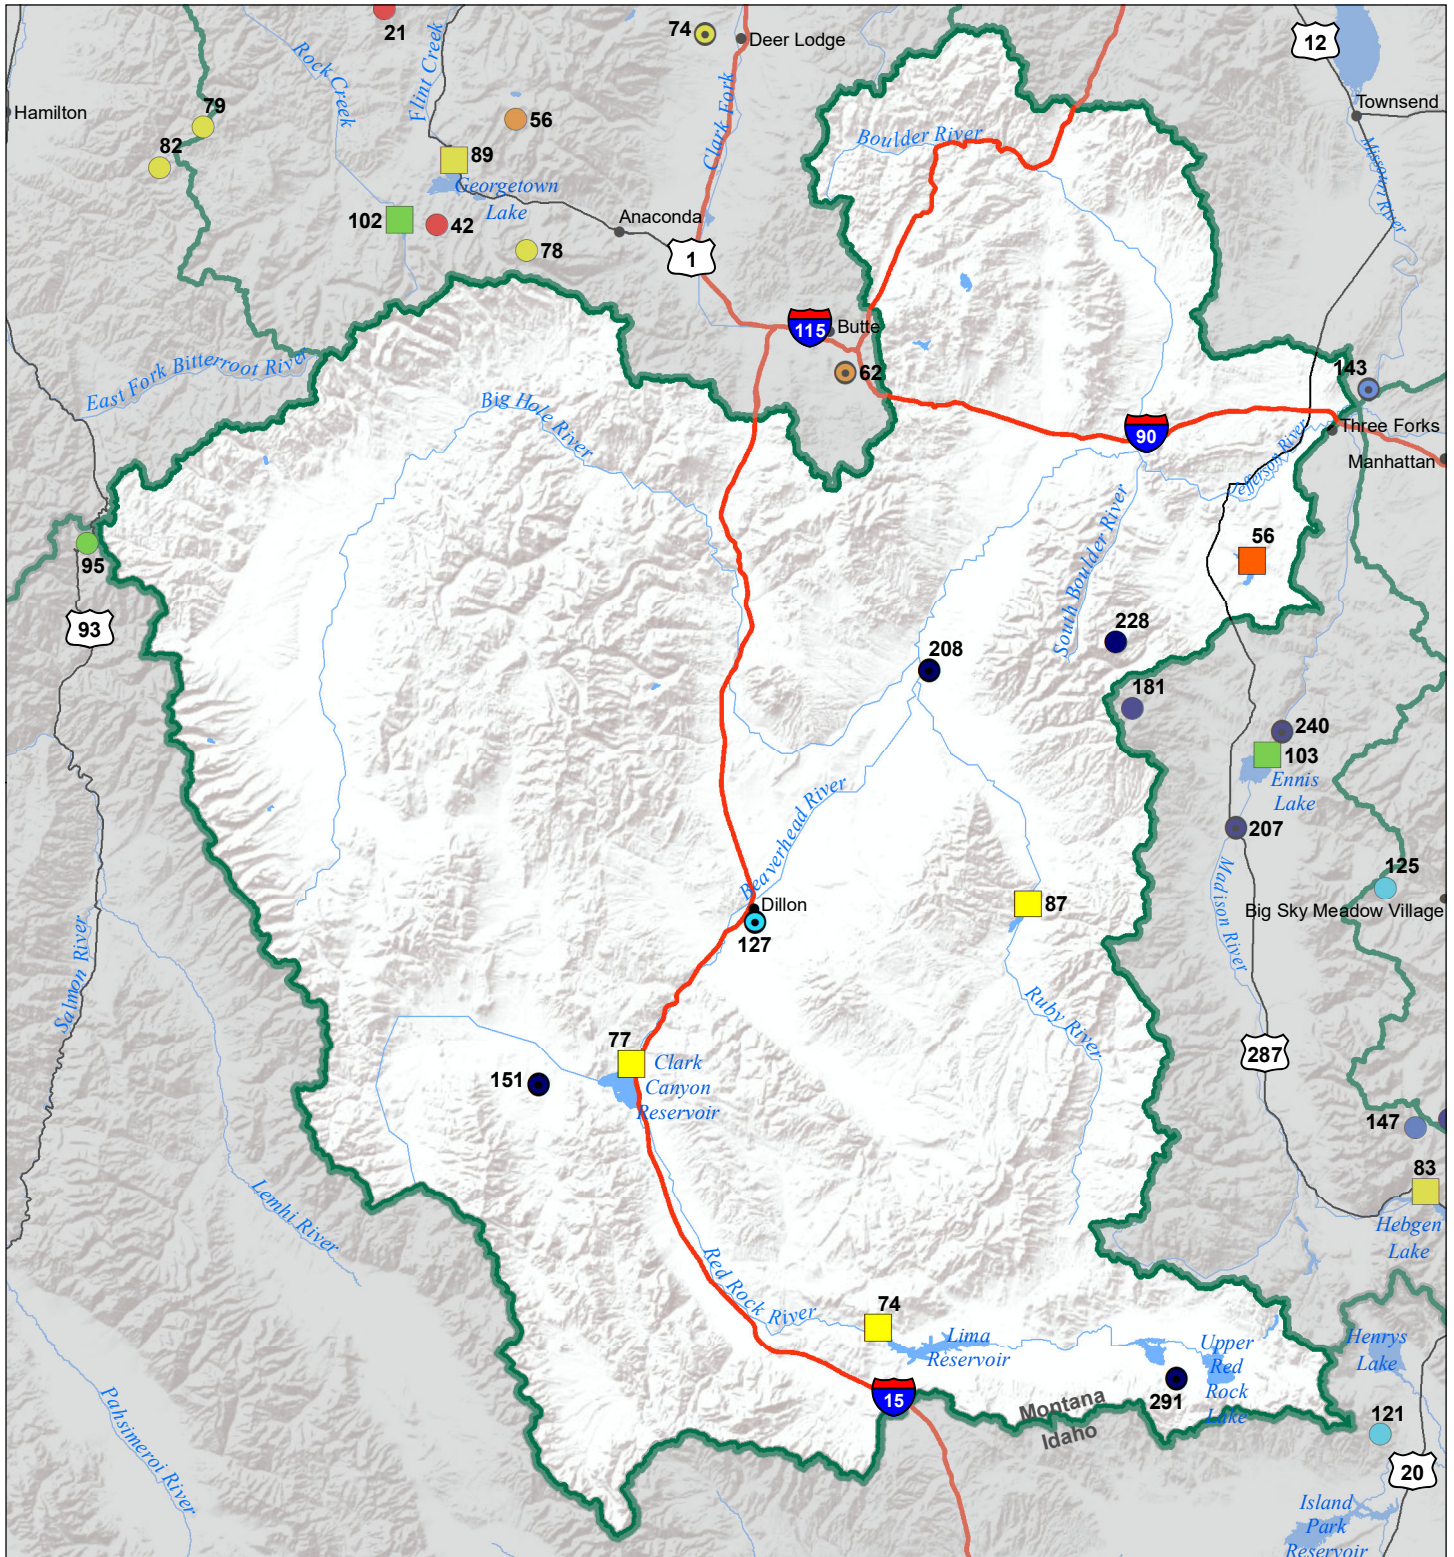 21
Rock Creek
Flint Creek
74
Deer Lodge
12
Hamilton
79
82
56
Clark Fork
Boulder River
Townsend
Missouri River
89
Georgetown
Lake
102
42
Anaconda
78
1
115
Butte
62
143
East Fork Bitterroot River
Big Hole River
90
Three Forks
Jefferson River
Manhattan
95
93
South Boulder River
56
228
208
181
240
103
Ennis
Lake
207
Madison River
125
Big Sky Meadow Village
Beaverhead River
Dillon
127
87
Salmon River
Ruby River
77
Clark
Canyon
Reservoir
151
287
147
83
Hebgen
Lake
Lemhi River
Red Rock River
74
Lima
Reservoir
Upper
Red
Rock
Lake
291
Henrys
Lake
Montana
Idaho
15
121
20
Pahsimeroi River
Island
Park
Reservoir